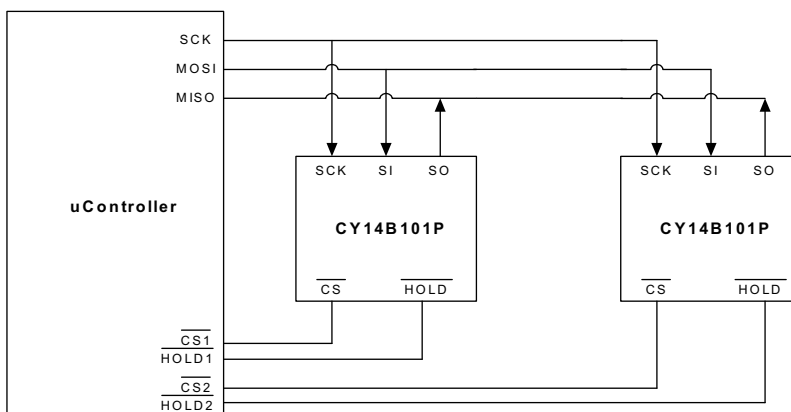 SCK
MOSI
MISO
uController
SCK SI SO
CY14B101P
CS HOLD
SCK SI SO
CY14B101P
CS HOLD
CS1
HOLD1
CS2
HOLD2